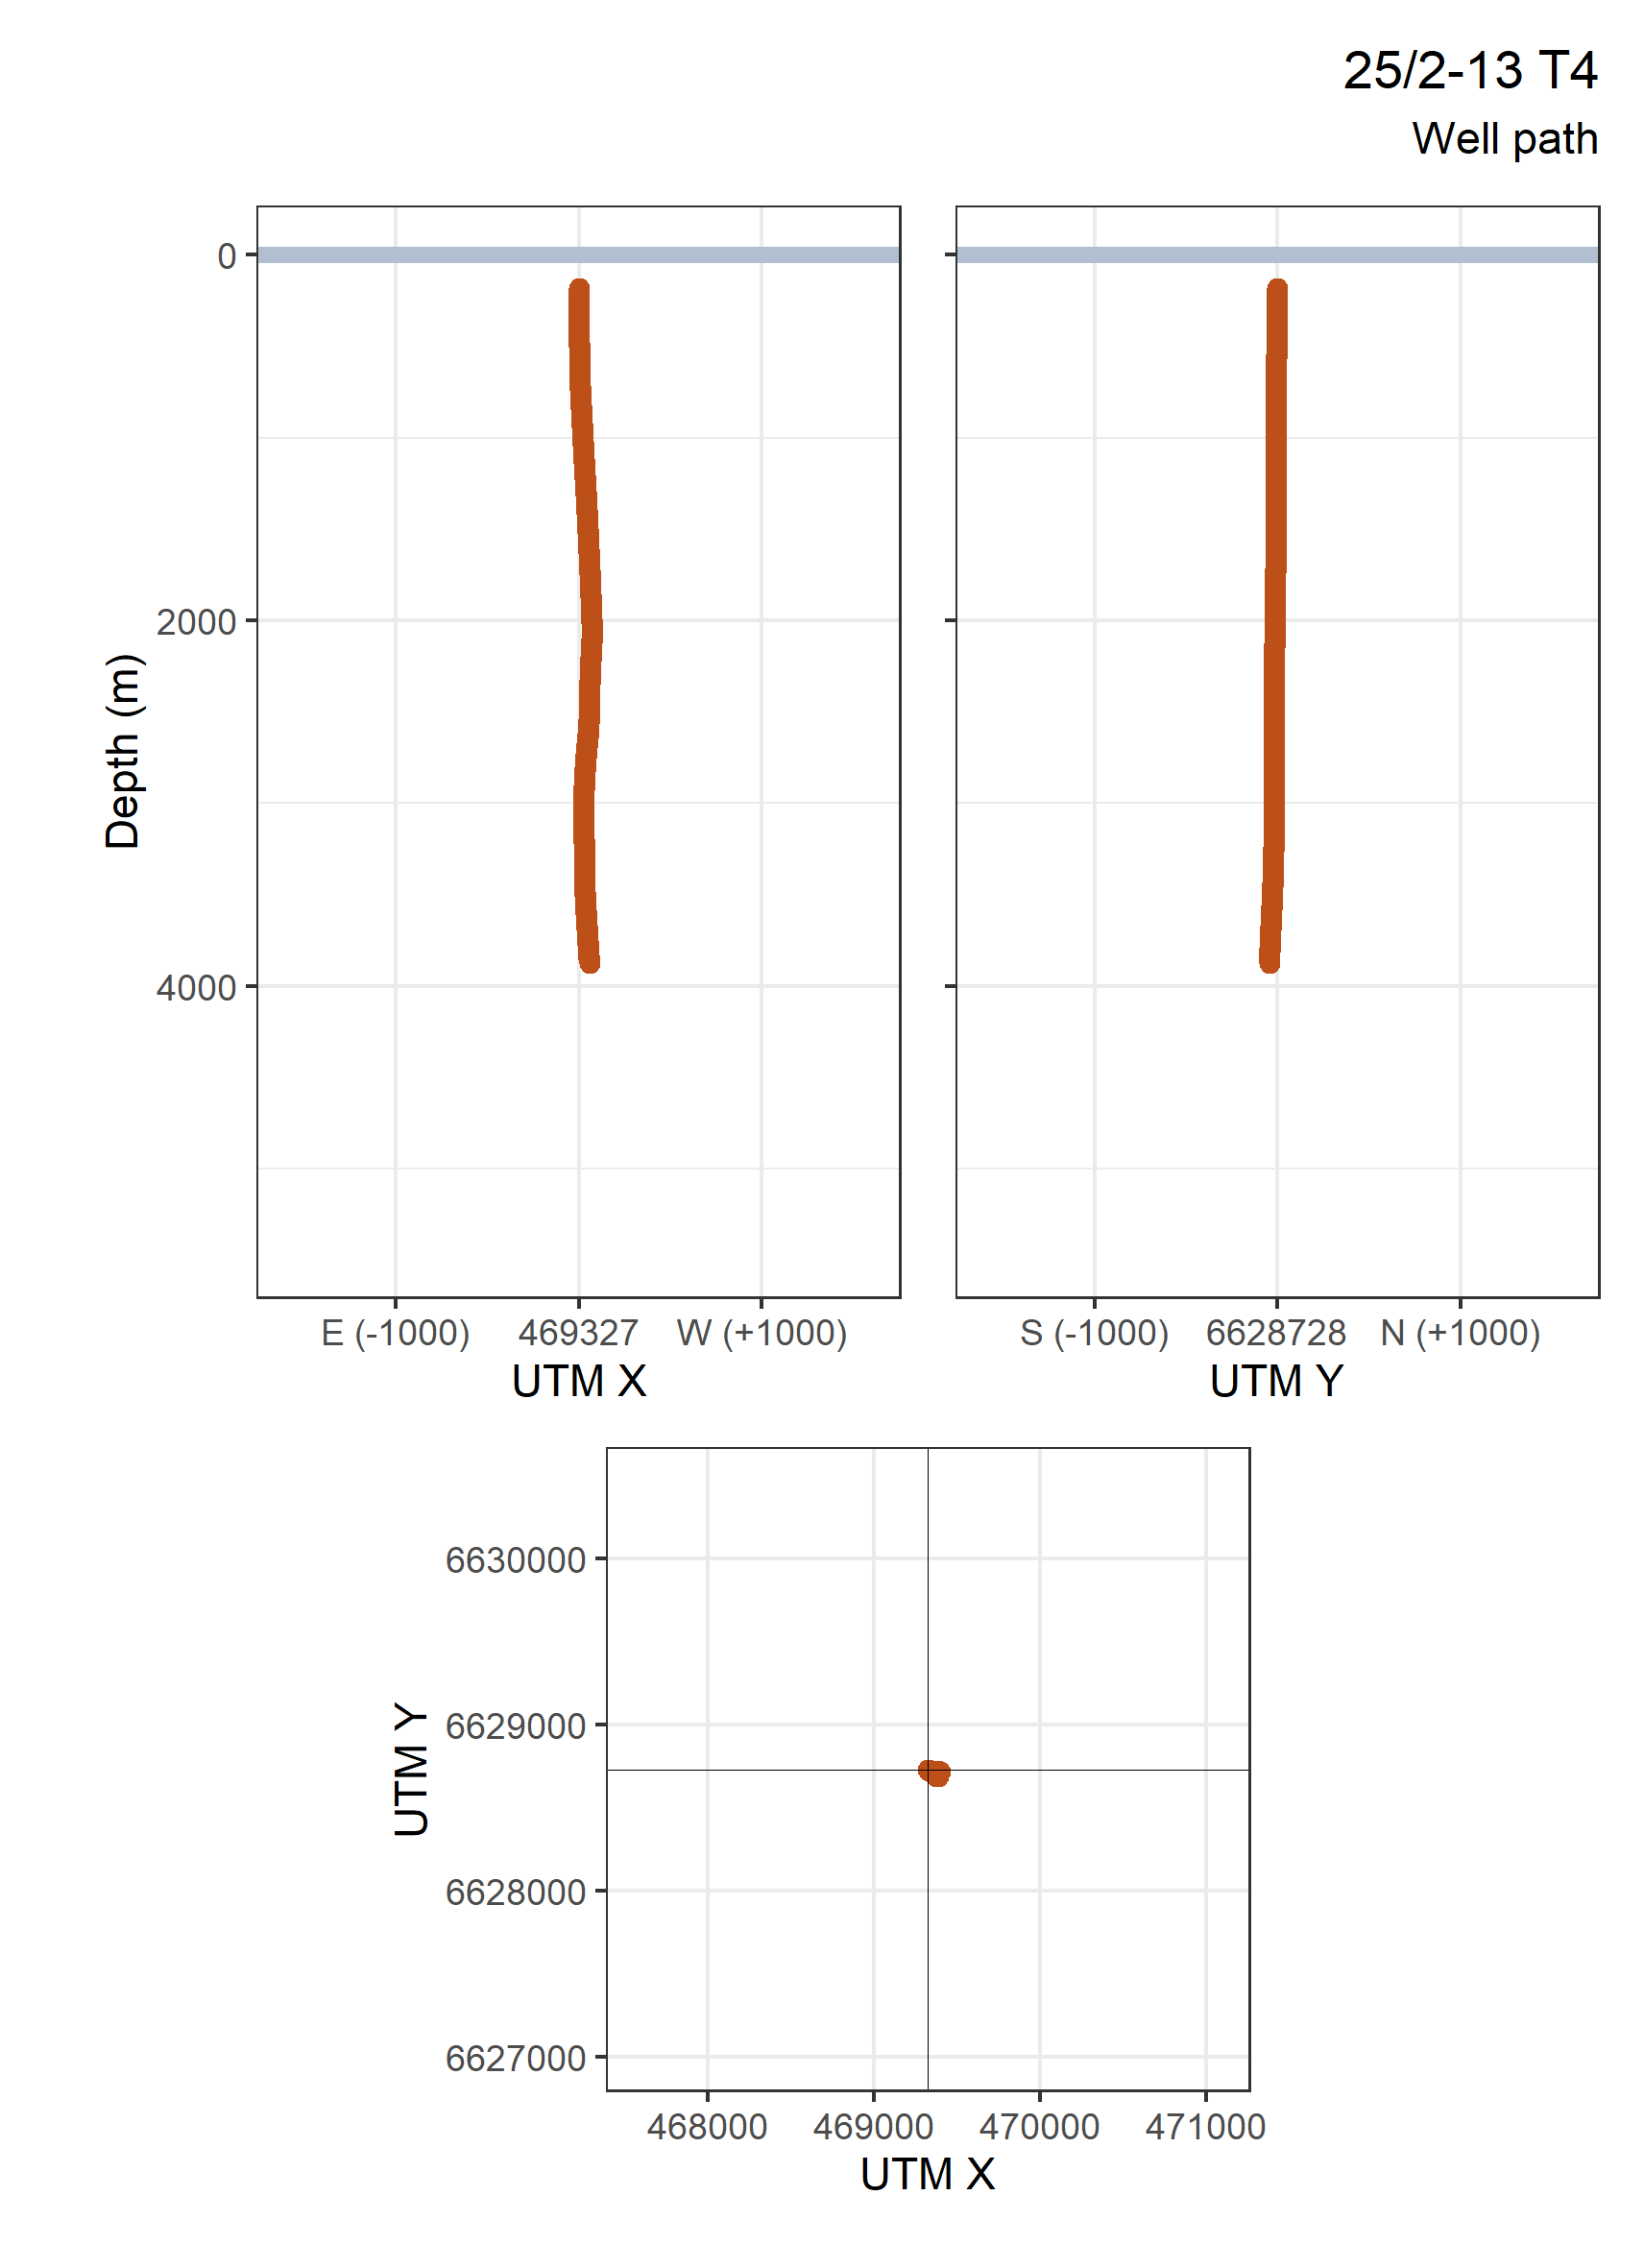 25/2-13 T4
Well path
Depth (m)
0
2000
4000
E (-1000) 469327 W (+1000)
UTM X
S (-1000) 6628728 N (+1000)
UTM Y
UTM Y
6630000
6629000
6628000
6627000
468000 469000 470000 471000
UTM X